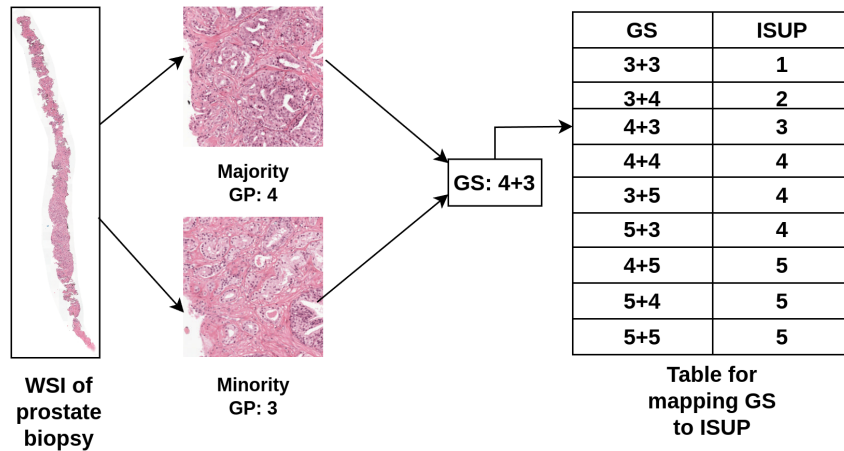 WSI of
prostate
biopsy
Majority
GP: 4
Minority
GP: 3
GS: 4+3
GS ISUP
3+3 1
3+4 2
4+3 3
4+4 4
3+5 4
5+3 4
4+5 5
5+4 5
5+5 5
Table for
mapping GS
to ISUP